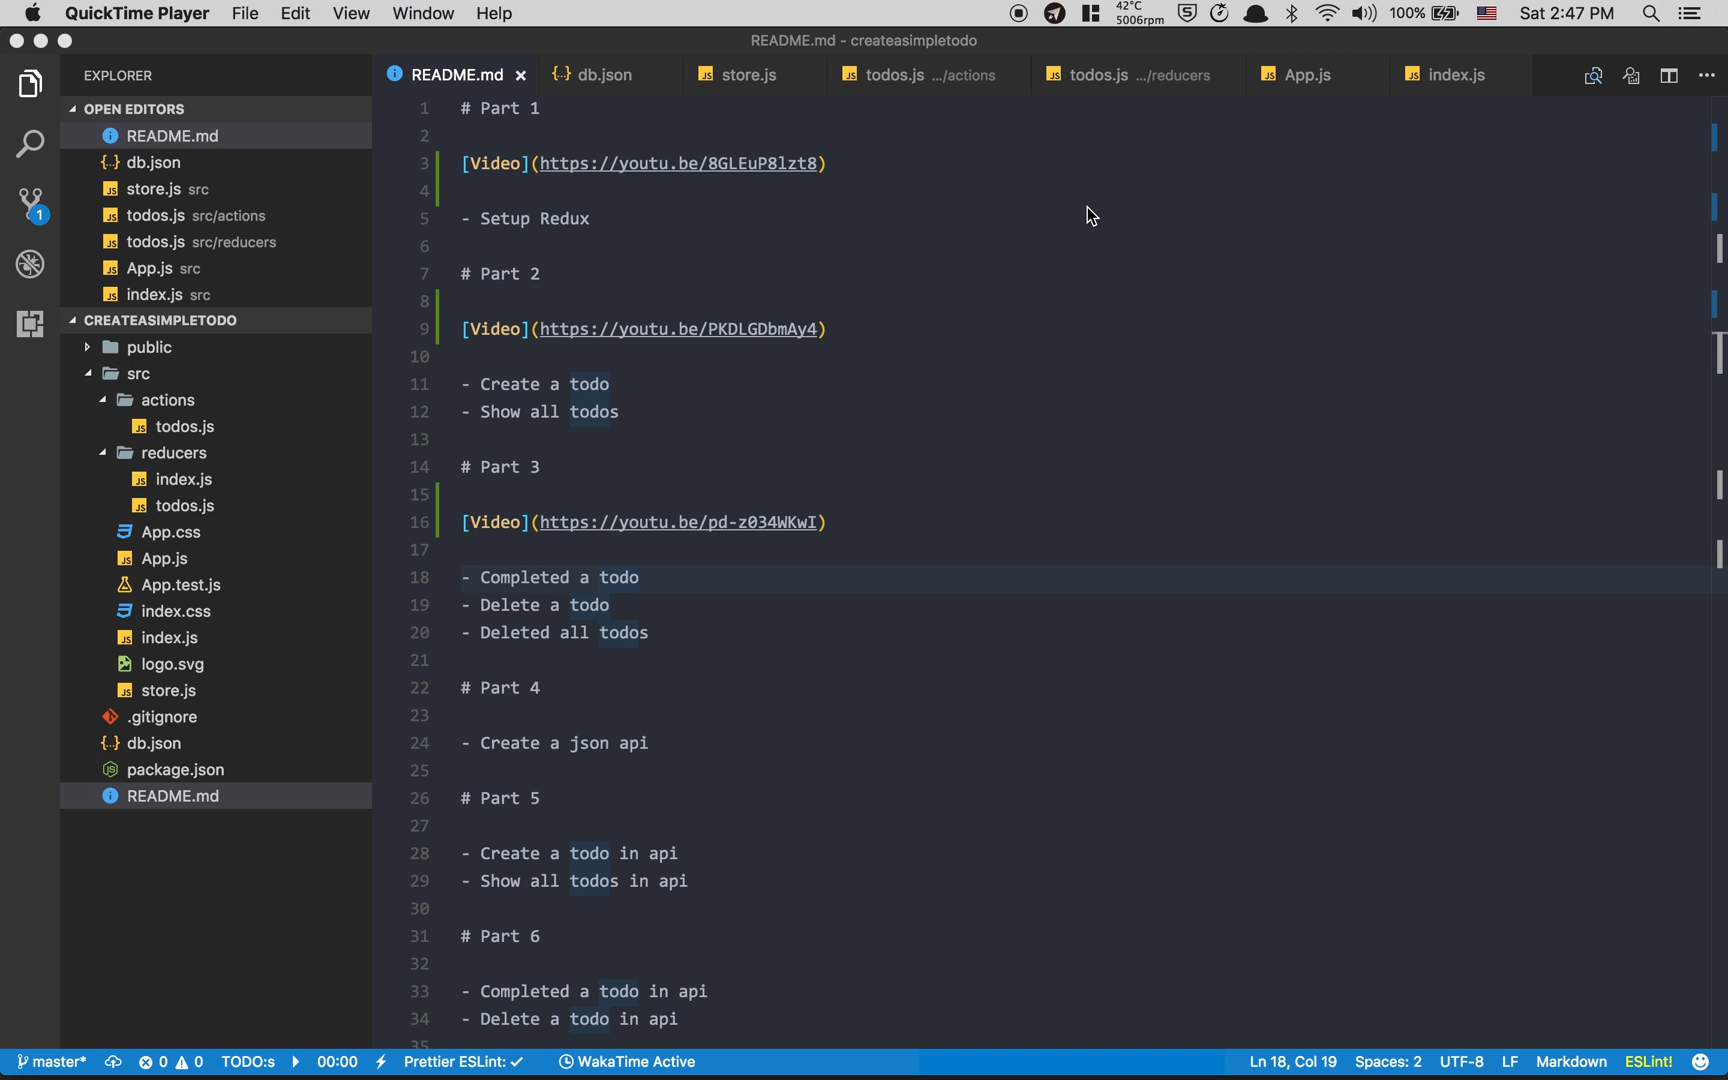 QuickTime Player File Edit View Window Help 42°C 5006rpm 100% Sat 2:47 PM
README.md - createasimpletodo
EXPLORER
OPEN EDITORS
README.md
db.json
store.js src
todos.js src/actions
todos.js src/reducers
App.js src
index.js src
CREATEASIMPLETODO
public
src
actions
todos.js
reducers
index.js
todos.js
App.css
App.js
App.test.js
index.css
index.js
logo.svg
store.js
.gitignore
db.json
package.json
README.md
1
README.md db.json store.js todos.js .../actions todos.js .../reducers App.js index.js
1 # Part 1
2
3 [Video](https://youtu.be/8GLEuP8lzt8)
4
5 - Setup Redux
6
7 # Part 2
8
9 [Video](https://youtu.be/PKDLGDbmAy4)
10
11 - Create a todo
12 - Show all todos
13
14 # Part 3
15
16 [Video](https://youtu.be/pd-z034WKwI)
17
18 - Completed a todo
19 - Delete a todo
20 - Deleted all todos
21
22 # Part 4
23
24 - Create a json api
25
26 # Part 5
27
28 - Create a todo in api
29 - Show all todos in api
30
31 # Part 6
32
33 - Completed a todo in api
34 - Delete a todo in api
35
master* 0 0 TODO:s 00:00 Prettier ESLint: ✓ WakaTime Active Ln 18, Col 19 Spaces: 2 UTF-8 LF Markdown ESLint!